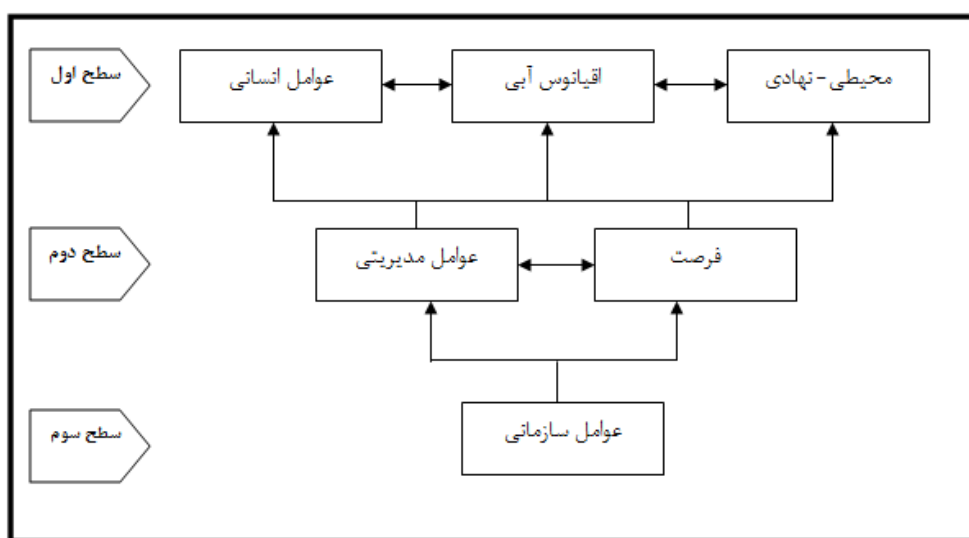 سطح اول
محیطی-نهادی
اقیانوس آبی
عوامل انسانی
سطح دوم
فرصت
عوامل مدیریتی
سطح سوم
عوامل سازمانی